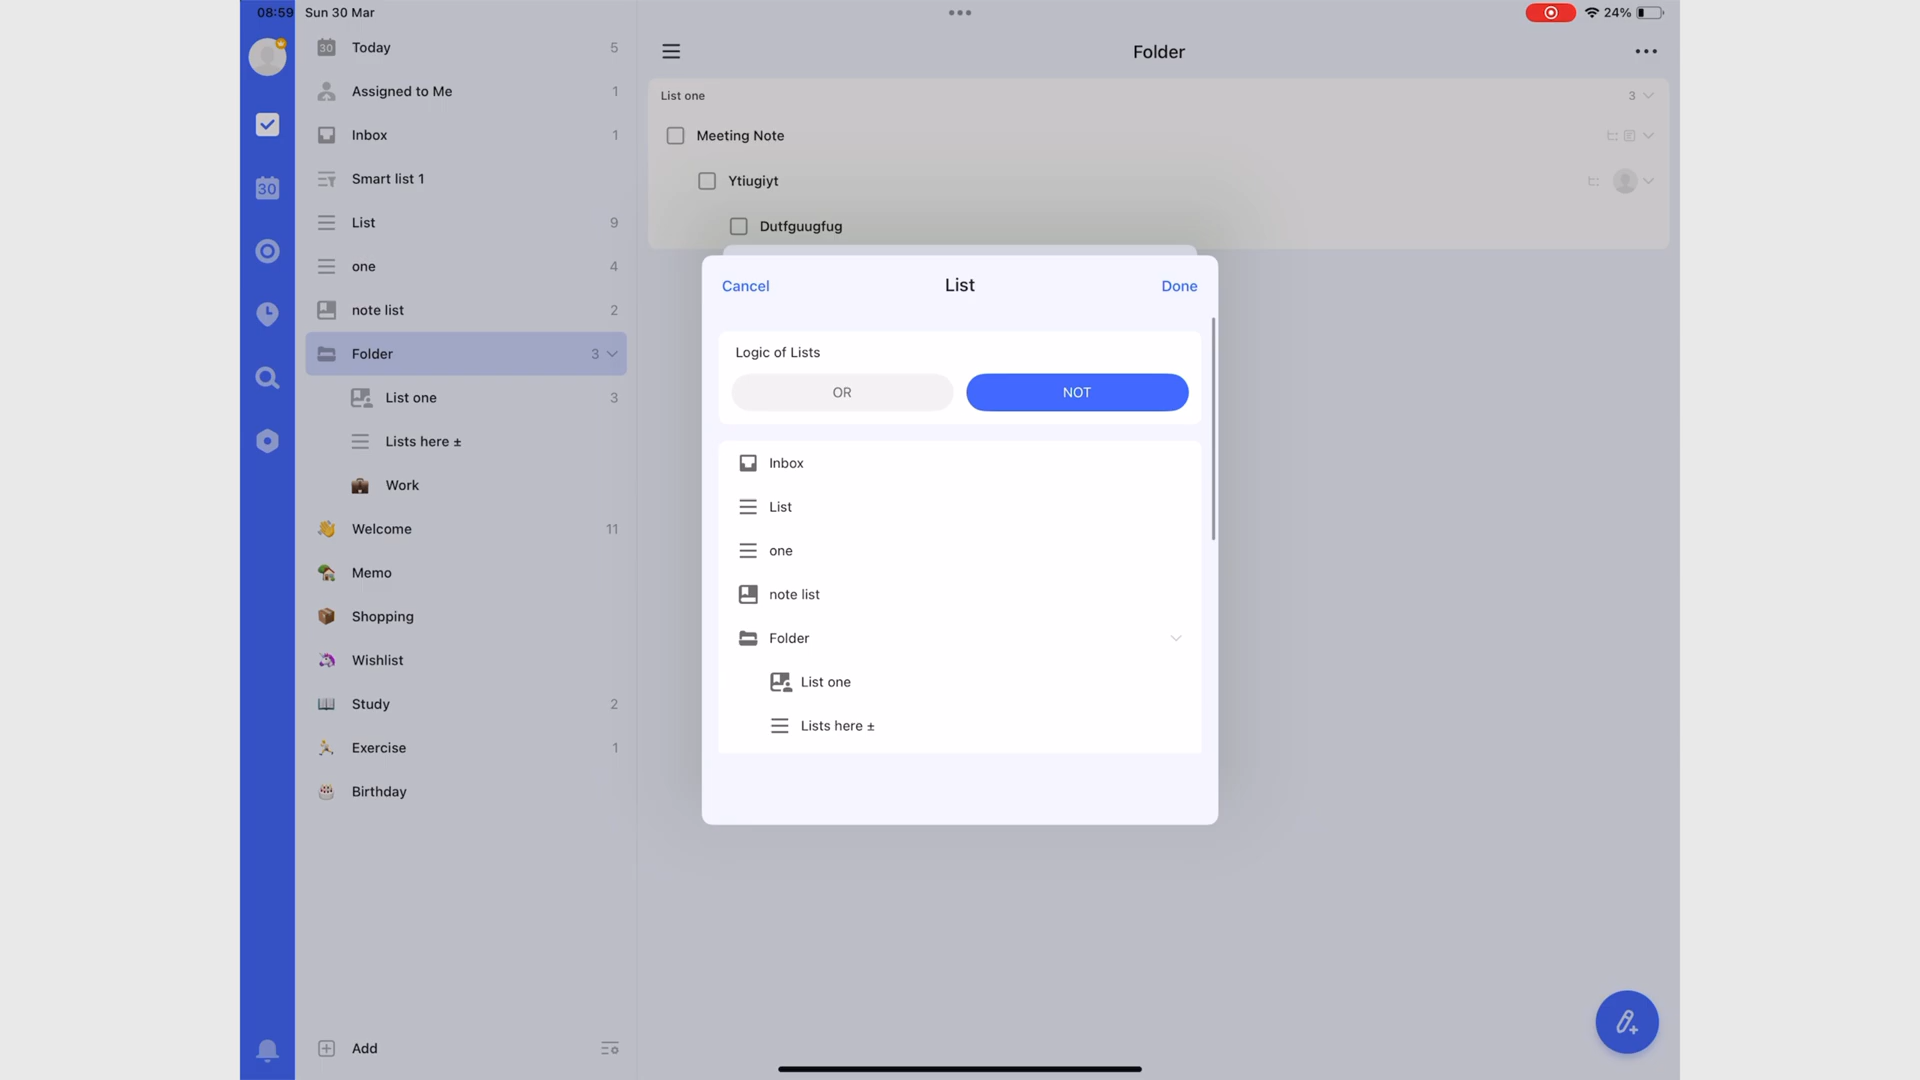 08:59 Sun 30 Mar
24%
30 Today 5
Assigned to Me 1
Inbox 1
Smart list 1
30
List 9
one 4
note list 2
Folder 3
List one 3
Lists here ±
Work
Welcome 11
Memo
Shopping
Wishlist
Study 2
Exercise 1
Birthday
Add
Folder
List one 3
Meeting Note
Ytiugiyt
Dutfguugfug
Cancel List Done
Logic of Lists
OR NOT
Inbox
List
one
note list
Folder
List one
Lists here ±